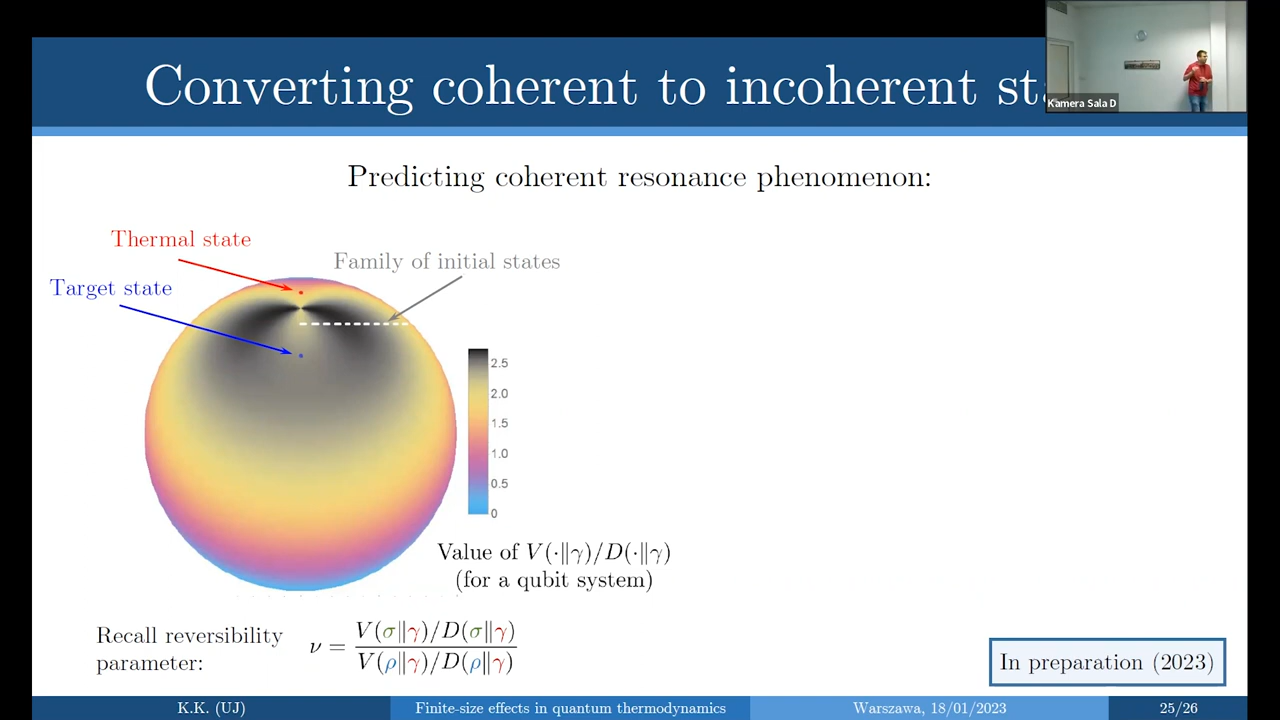 Converting coherent to incoherent
Kamera Sala D
Predicting coherent resonance phenomenon:
Thermal state
Family of initial states
Target state
2.5
2.0
1.5
1.0
0.5
0
Value of V(·‖γ)/D(·‖γ)
(for a qubit system)
Recall reversibility
parameter:
ν = V(σ‖γ)/D(σ‖γ)
V(ρ‖γ)/D(ρ‖γ)
In preparation (2023)
K.K. (UJ)
Finite-size effects in quantum thermodynamics
Warszawa, 18/01/2023
25/26